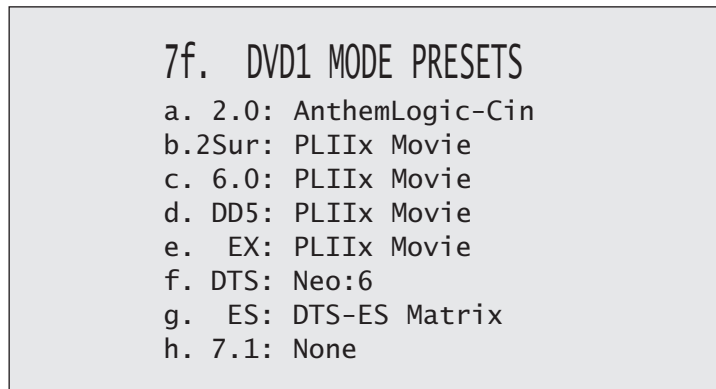 7f. DVD1 MODE PRESETS
a. 2.0: AnthemLogic-Cin
b.2Sur: PLIIx Movie
c. 6.0: PLIIx Movie
d. DD5: PLIIx Movie
e. EX: PLIIx Movie
f. DTS: Neo:6
g. ES: DTS-ES Matrix
h. 7.1: None